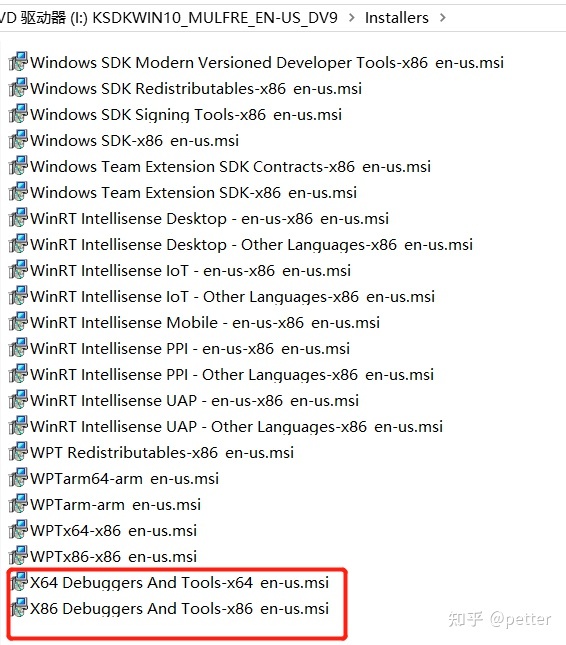 VD 驱动器 (I:) KSDKWIN10_MULFRE_EN-US_DV9 > Installers >
Windows SDK Modern Versioned Developer Tools-x86_en-us.msi
Windows SDK Redistributables-x86_en-us.msi
Windows SDK Signing Tools-x86_en-us.msi
Windows SDK-x86_en-us.msi
Windows Team Extension SDK Contracts-x86_en-us.msi
Windows Team Extension SDK-x86_en-us.msi
WinRT Intellisense Desktop - en-us-x86_en-us.msi
WinRT Intellisense Desktop - Other Languages-x86_en-us.msi
WinRT Intellisense IoT - en-us-x86_en-us.msi
WinRT Intellisense IoT - Other Languages-x86_en-us.msi
WinRT Intellisense Mobile - en-us-x86_en-us.msi
WinRT Intellisense PPI - en-us-x86_en-us.msi
WinRT Intellisense PPI - Other Languages-x86_en-us.msi
WinRT Intellisense UAP - en-us-x86_en-us.msi
WinRT Intellisense UAP - Other Languages-x86_en-us.msi
WPT Redistributables-x86_en-us.msi
WPTarm64-arm_en-us.msi
WPTarm-arm_en-us.msi
WPTx64-x86_en-us.msi
WPTx86-x86_en-us.msi
X64 Debuggers And Tools-x64_en-us.msi
X86 Debuggers And Tools-x86_en-us.msi
知乎 @petter